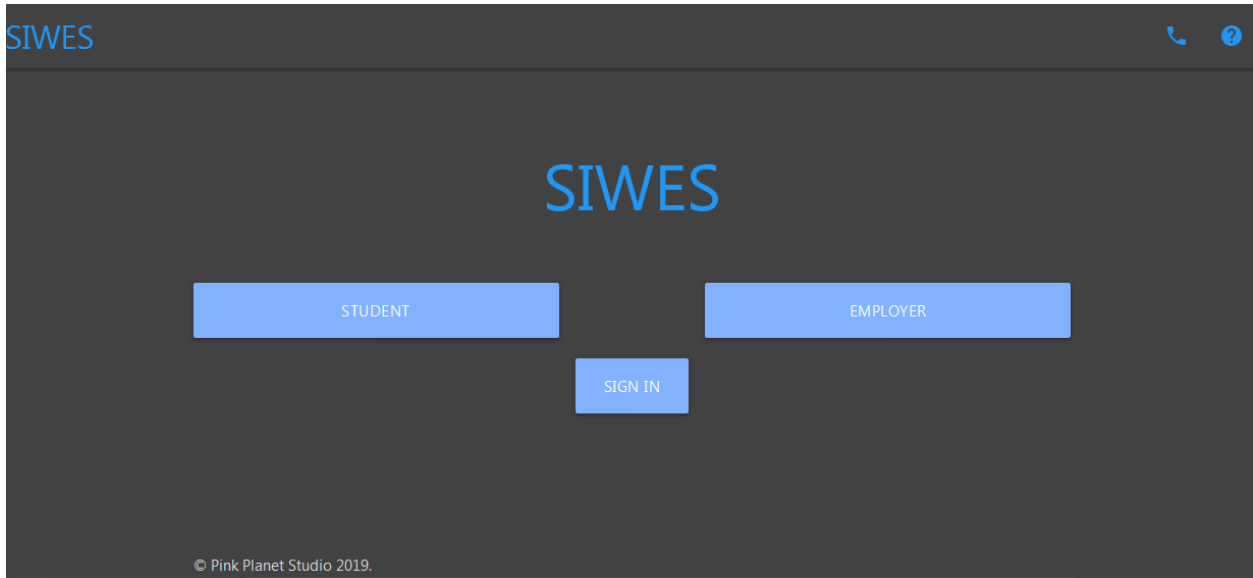 SIWES
SIWES
STUDENT EMPLOYER
SIGN IN
© Pink Planet Studio 2019.